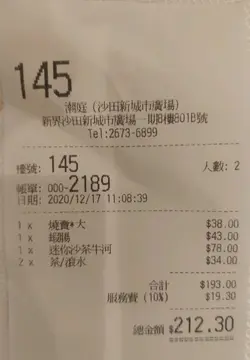 145
潮庭 (沙田新城市廣場)
新界沙田新城市廣場一期8樓801B號
Tel:2673-6899
檯號: 145 人數: 2
帳單: 000-2189
日期: 2020/12/17 11:08:39
1 x 燒賣*大 $38.00
1 x 蝦腸 $43.00
1 x 迷你沙茶牛河 $78.00
2 x 茶/滾水 $34.00
合計 $193.00
服務費 (10%) $19.30
總金額 $212.30